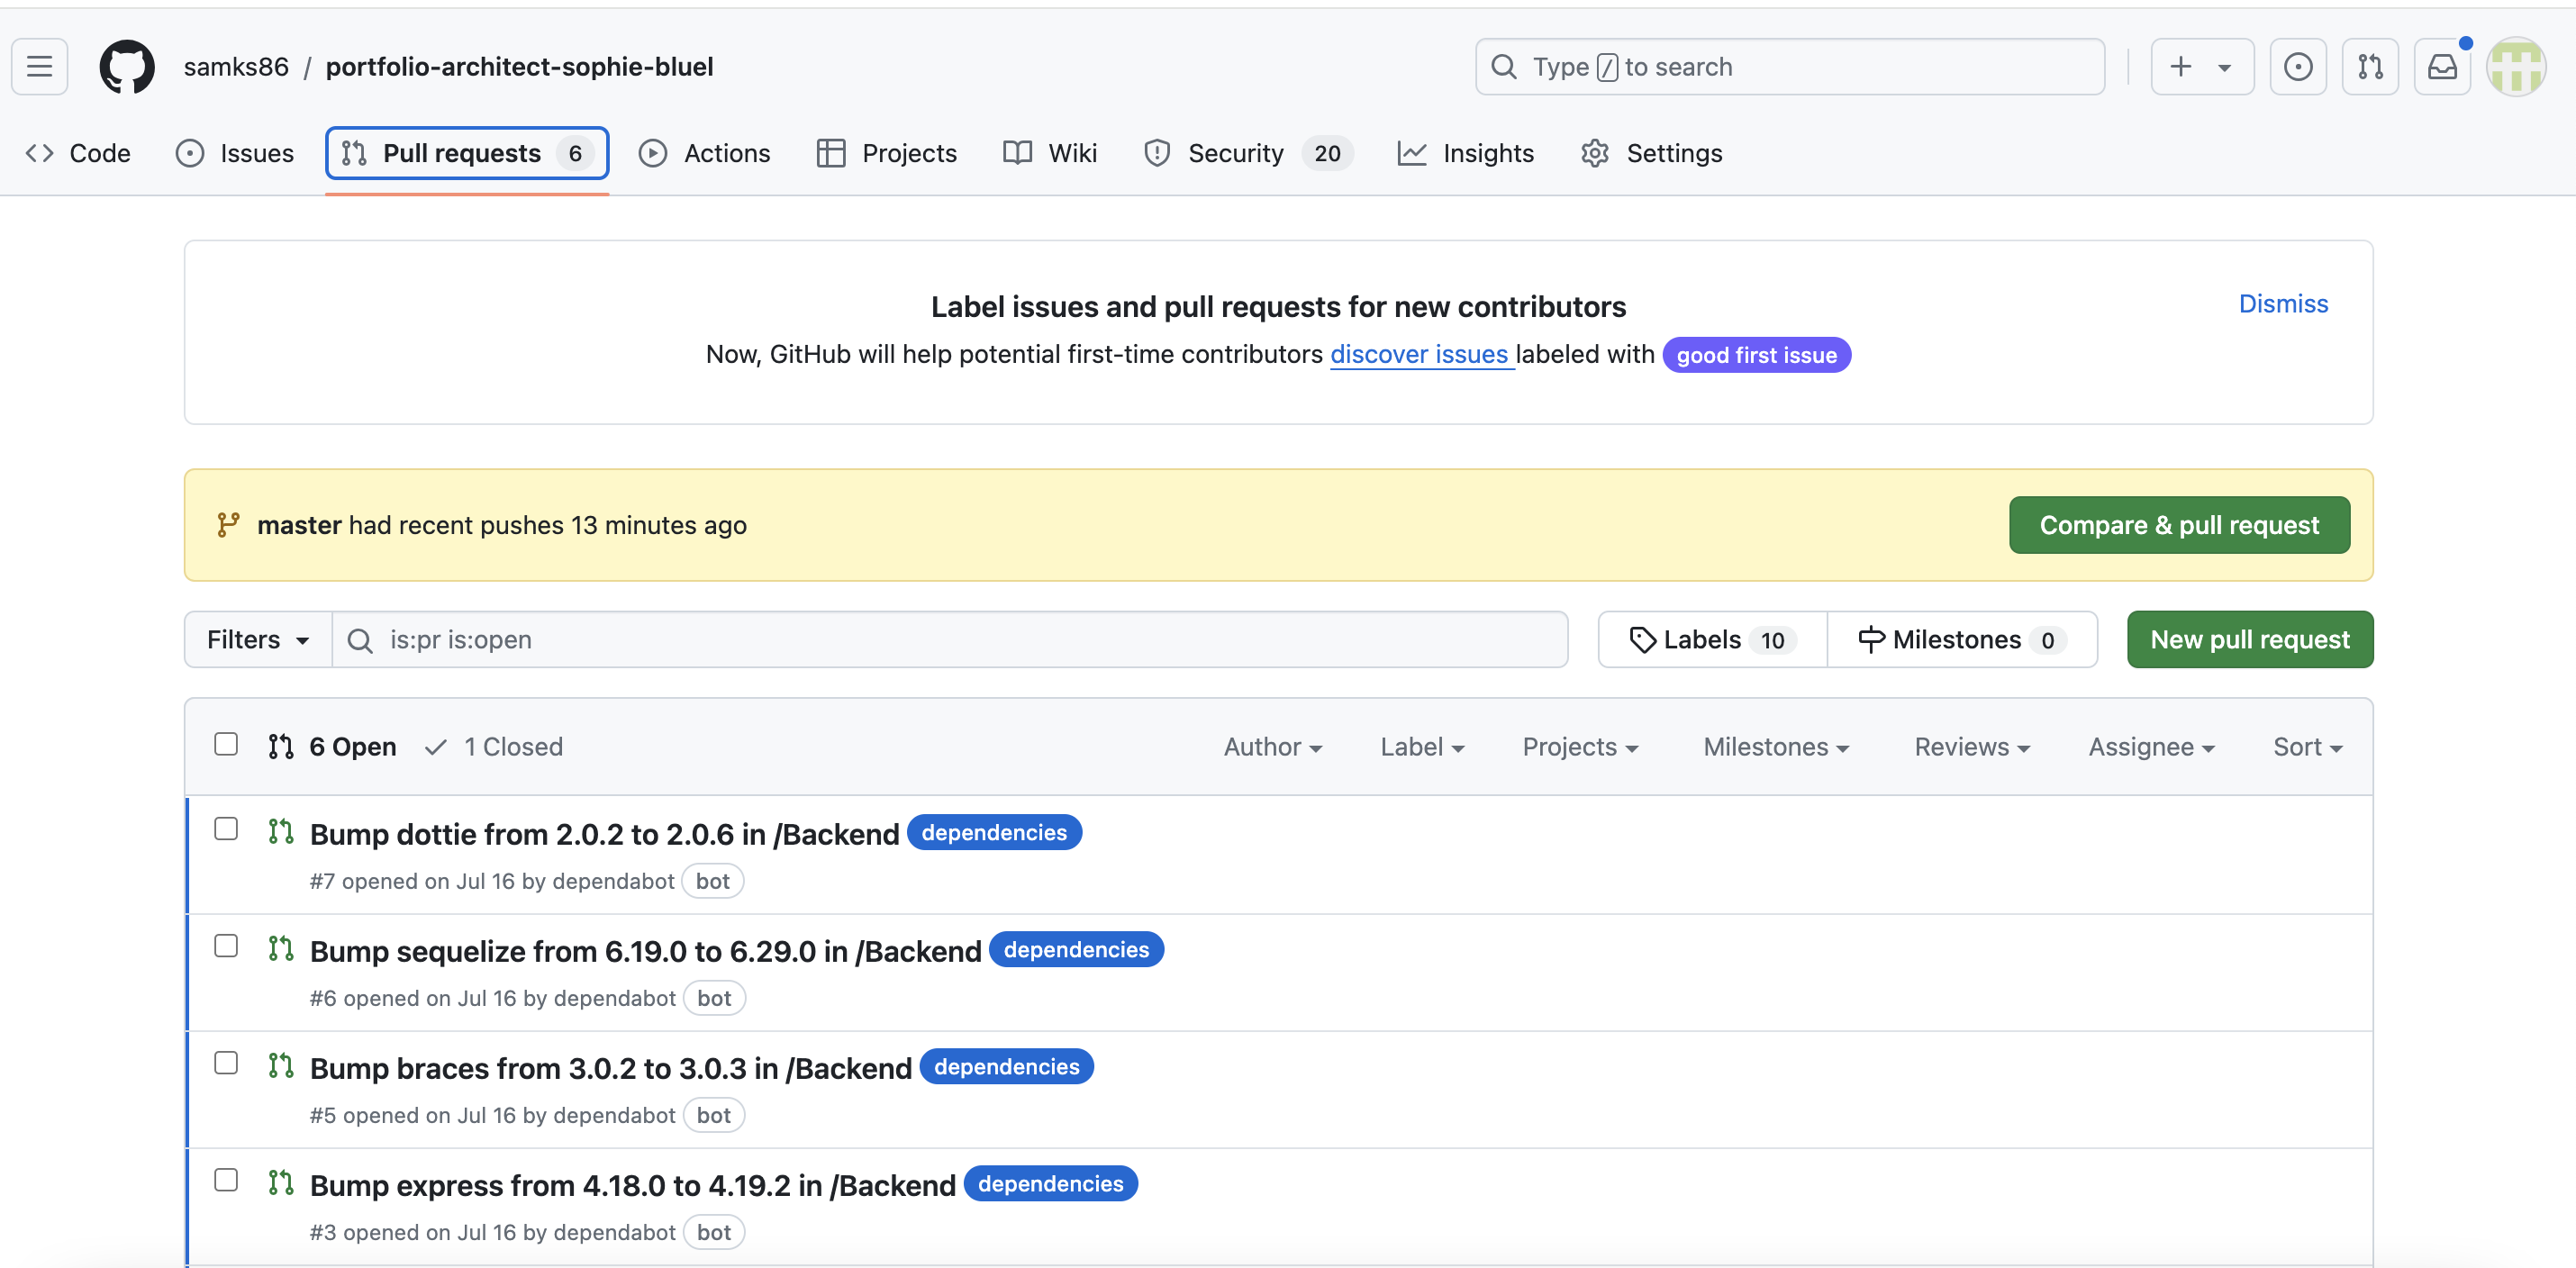 samks86 / portfolio-architect-sophie-bluel
Type / to search
Code Issues Pull requests 6 Actions Projects Wiki Security 20 Insights Settings
Label issues and pull requests for new contributors
Dismiss
Now, GitHub will help potential first-time contributors discover issues labeled with good first issue
master had recent pushes 13 minutes ago
Compare & pull request
Filters is:pr is:open Labels 10 Milestones 0 New pull request
6 Open 1 Closed Author Label Projects Milestones Reviews Assignee Sort
Bump dottie from 2.0.2 to 2.0.6 in /Backend dependencies
#7 opened on Jul 16 by dependabot bot
Bump sequelize from 6.19.0 to 6.29.0 in /Backend dependencies
#6 opened on Jul 16 by dependabot bot
Bump braces from 3.0.2 to 3.0.3 in /Backend dependencies
#5 opened on Jul 16 by dependabot bot
Bump express from 4.18.0 to 4.19.2 in /Backend dependencies
#3 opened on Jul 16 by dependabot bot